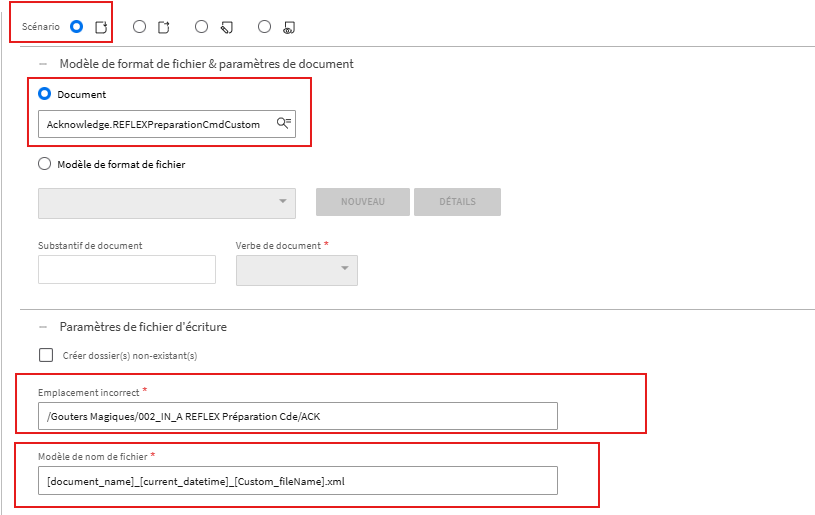 Scénario
Modèle de format de fichier & paramètres de document
Document
Acknowledge.REFLEXPreparationCmdCustom
Modèle de format de fichier
NOUVEAU DÉTAILS
Substantif de document Verbe de document *
Paramètres de fichier d'écriture
Créer dossier(s) non-existant(s)
Emplacement incorrect *
/Gouters Magiques/002_IN_A REFLEX Préparation Cde/ACK
Modèle de nom de fichier *
[document_name]_[current_datetime]_[Custom_fileName].xml